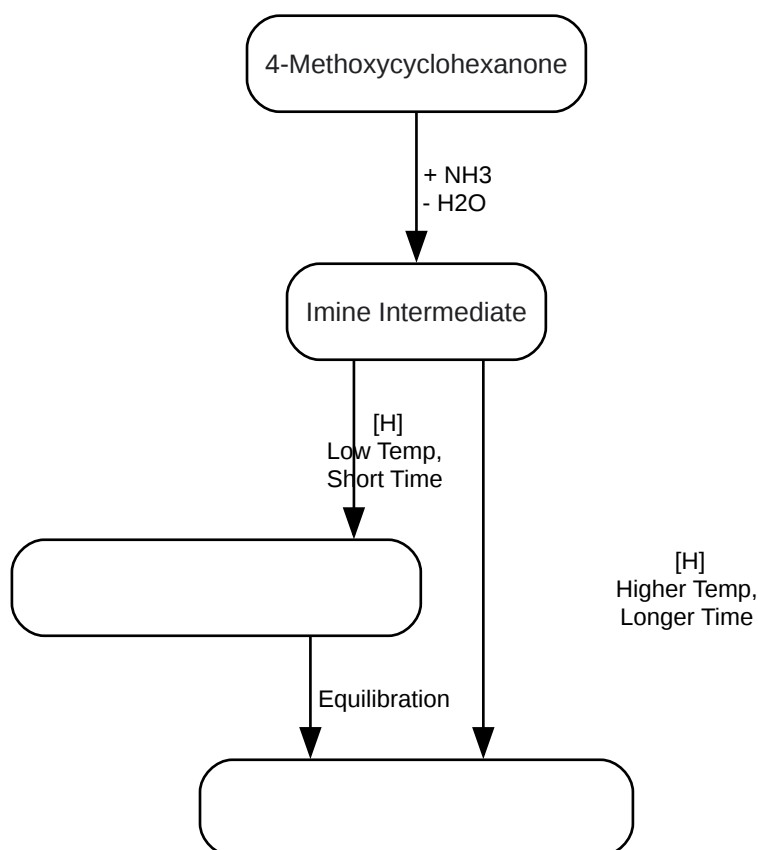 4-Methoxycyclohexanone
+ NH3
- H2O
Imine Intermediate
[H]
Low Temp,
Short Time
[H]
Higher Temp,
Longer Time
Equilibration